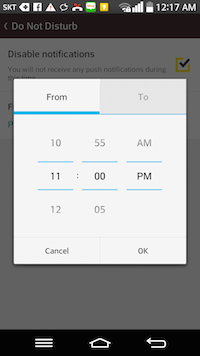 SKT
12:17 AM
Do Not Disturb
Disable notifications
You will not receive any push notifications during
From
To
10 55 AM
11 : 00 PM
12 05
Cancel
OK